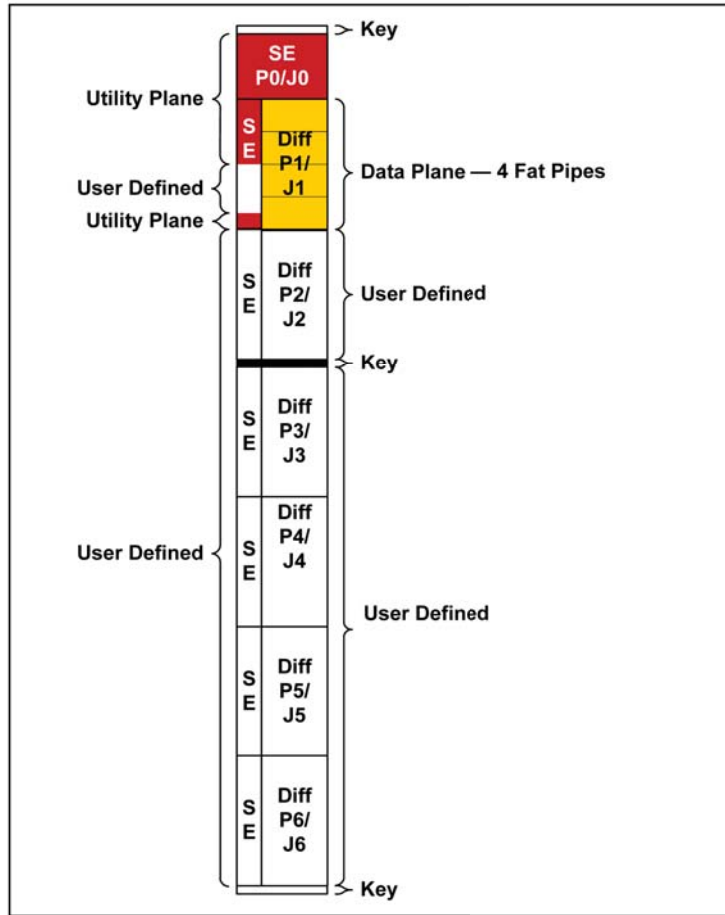 Key
SE
P0/J0
Utility Plane
S
E
Diff
P1/
J1
Data Plane — 4 Fat Pipes
User Defined
Utility Plane
S
E
Diff
P2/
J2
User Defined
Key
S
E
Diff
P3/
J3
User Defined
S
E
Diff
P4/
J4
User Defined
S
E
Diff
P5/
J5
S
E
Diff
P6/
J6
Key